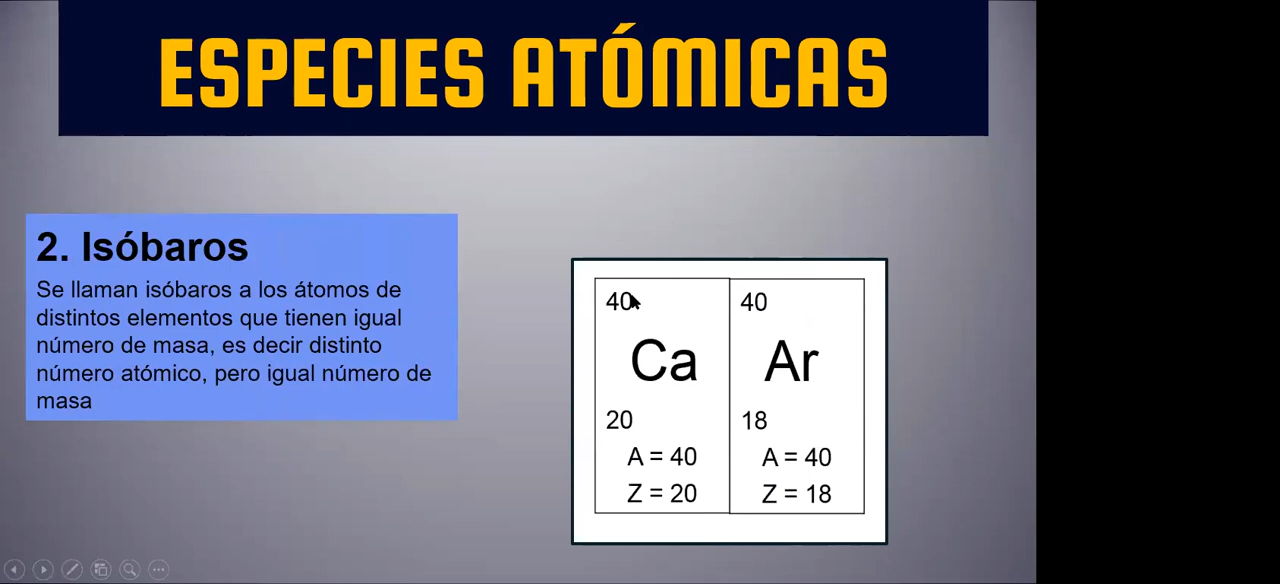 ESPECIES ATÓMICAS
2. Isóbaros
Se llaman isóbaros a los átomos de
distintos elementos que tienen igual
número de masa, es decir distinto
número atómico, pero igual número de
masa
40
Ca
20
A = 40
Z = 20
40
Ar
18
A = 40
Z = 18